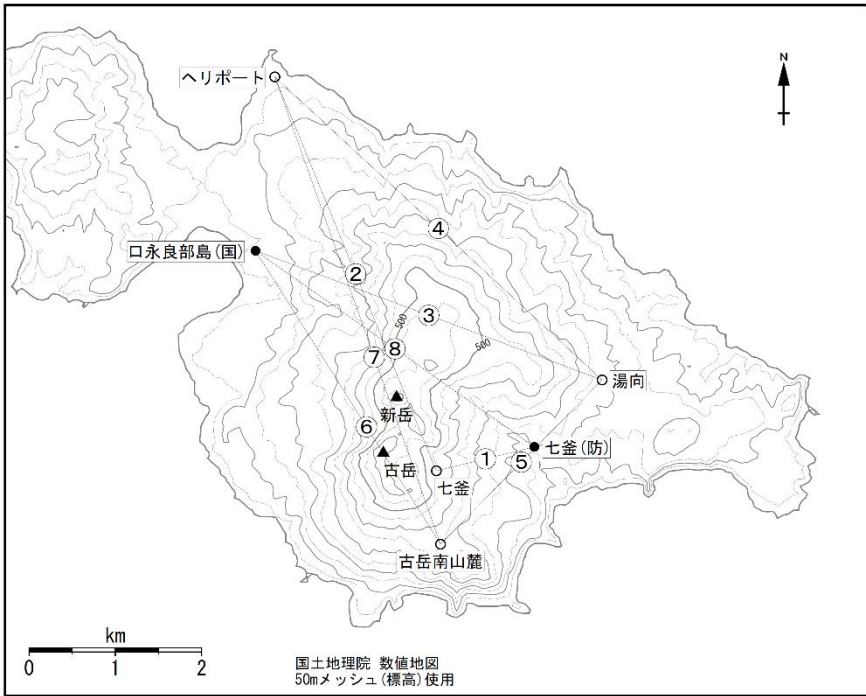 ヘリポート
N
④
口永良部島(国)
②
③
500
500
⑦
⑧
湯向
新岳
⑥
七釜(防)
①
⑤
古岳
七釜
古岳南山麓
km
0 1 2
国土地理院 数値地図
50mメッシュ(標高)使用